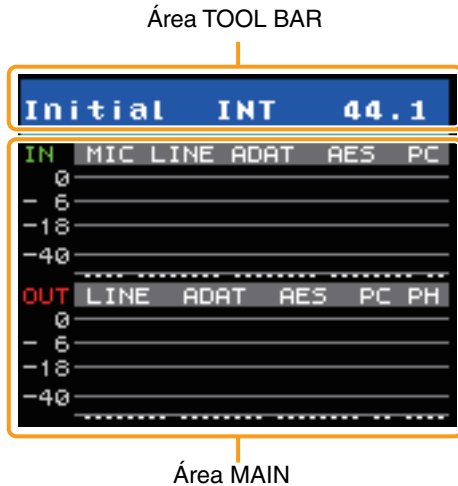 Área TOOL BAR
Initial INT 44.1
IN MIC LINE ADAT AES PC
0
- 6
-18
-40
OUT LINE ADAT AES PC PH
0
- 6
-18
-40
Área MAIN